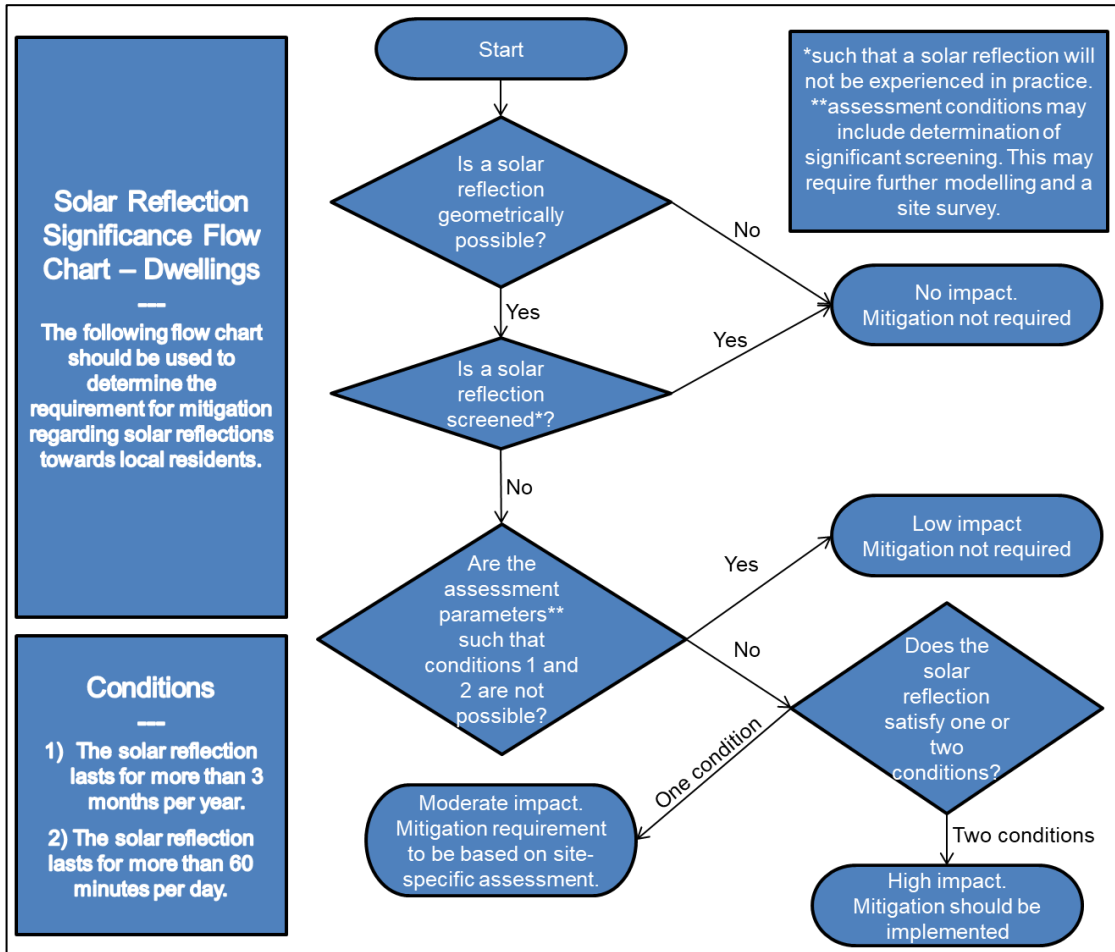 Solar Reflection
Significance Flow
Chart – Dwellings
---
The following flow chart
should be used to
determine the
requirement for mitigation
regarding solar reflections
towards local residents.
Conditions
---
1) The solar reflection
lasts for more than 3
months per year.
2) The solar reflection
lasts for more than 60
minutes per day.
Start
*such that a solar reflection will
not be experienced in practice.
**assessment conditions may
include determination of
significant screening. This may
require further modelling and a
site survey.
Is a solar
reflection
geometrically
possible?
No
Yes
No impact.
Mitigation not required
Is a solar
reflection
screened*?
Yes
No
Are the
assessment
parameters**
such that
conditions 1 and
2 are not
possible?
Yes
Low impact
Mitigation not required
No
Does the
solar
reflection
satisfy one or
two
conditions?
One condition
Moderate impact.
Mitigation requirement
to be based on site-
specific assessment.
Two conditions
High impact.
Mitigation should be
implemented